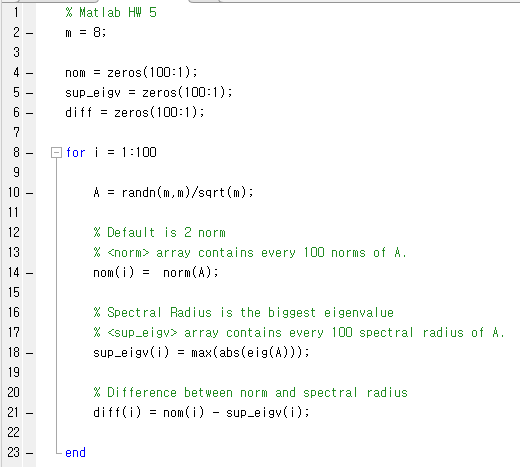 1 % Matlab HW 5
2 – m = 8;
3
4 – nom = zeros(100:1);
5 – sup_eigv = zeros(100:1);
6 – diff = zeros(100:1);
7
8 – for i = 1:100
9
10 – A = randn(m,m)/sqrt(m);
11
12 % Default is 2 norm
13 % <norm> array contains every 100 norms of A.
14 – nom(i) =  norm(A);
15
16 % Spectral Radius is the biggest eigenvalue
17 % <sup_eigv> array contains every 100 spectral radius of A.
18 – sup_eigv(i) = max(abs(eig(A)));
19
20 % Difference between norm and spectral radius
21 – diff(i) = nom(i) - sup_eigv(i);
22
23 – end